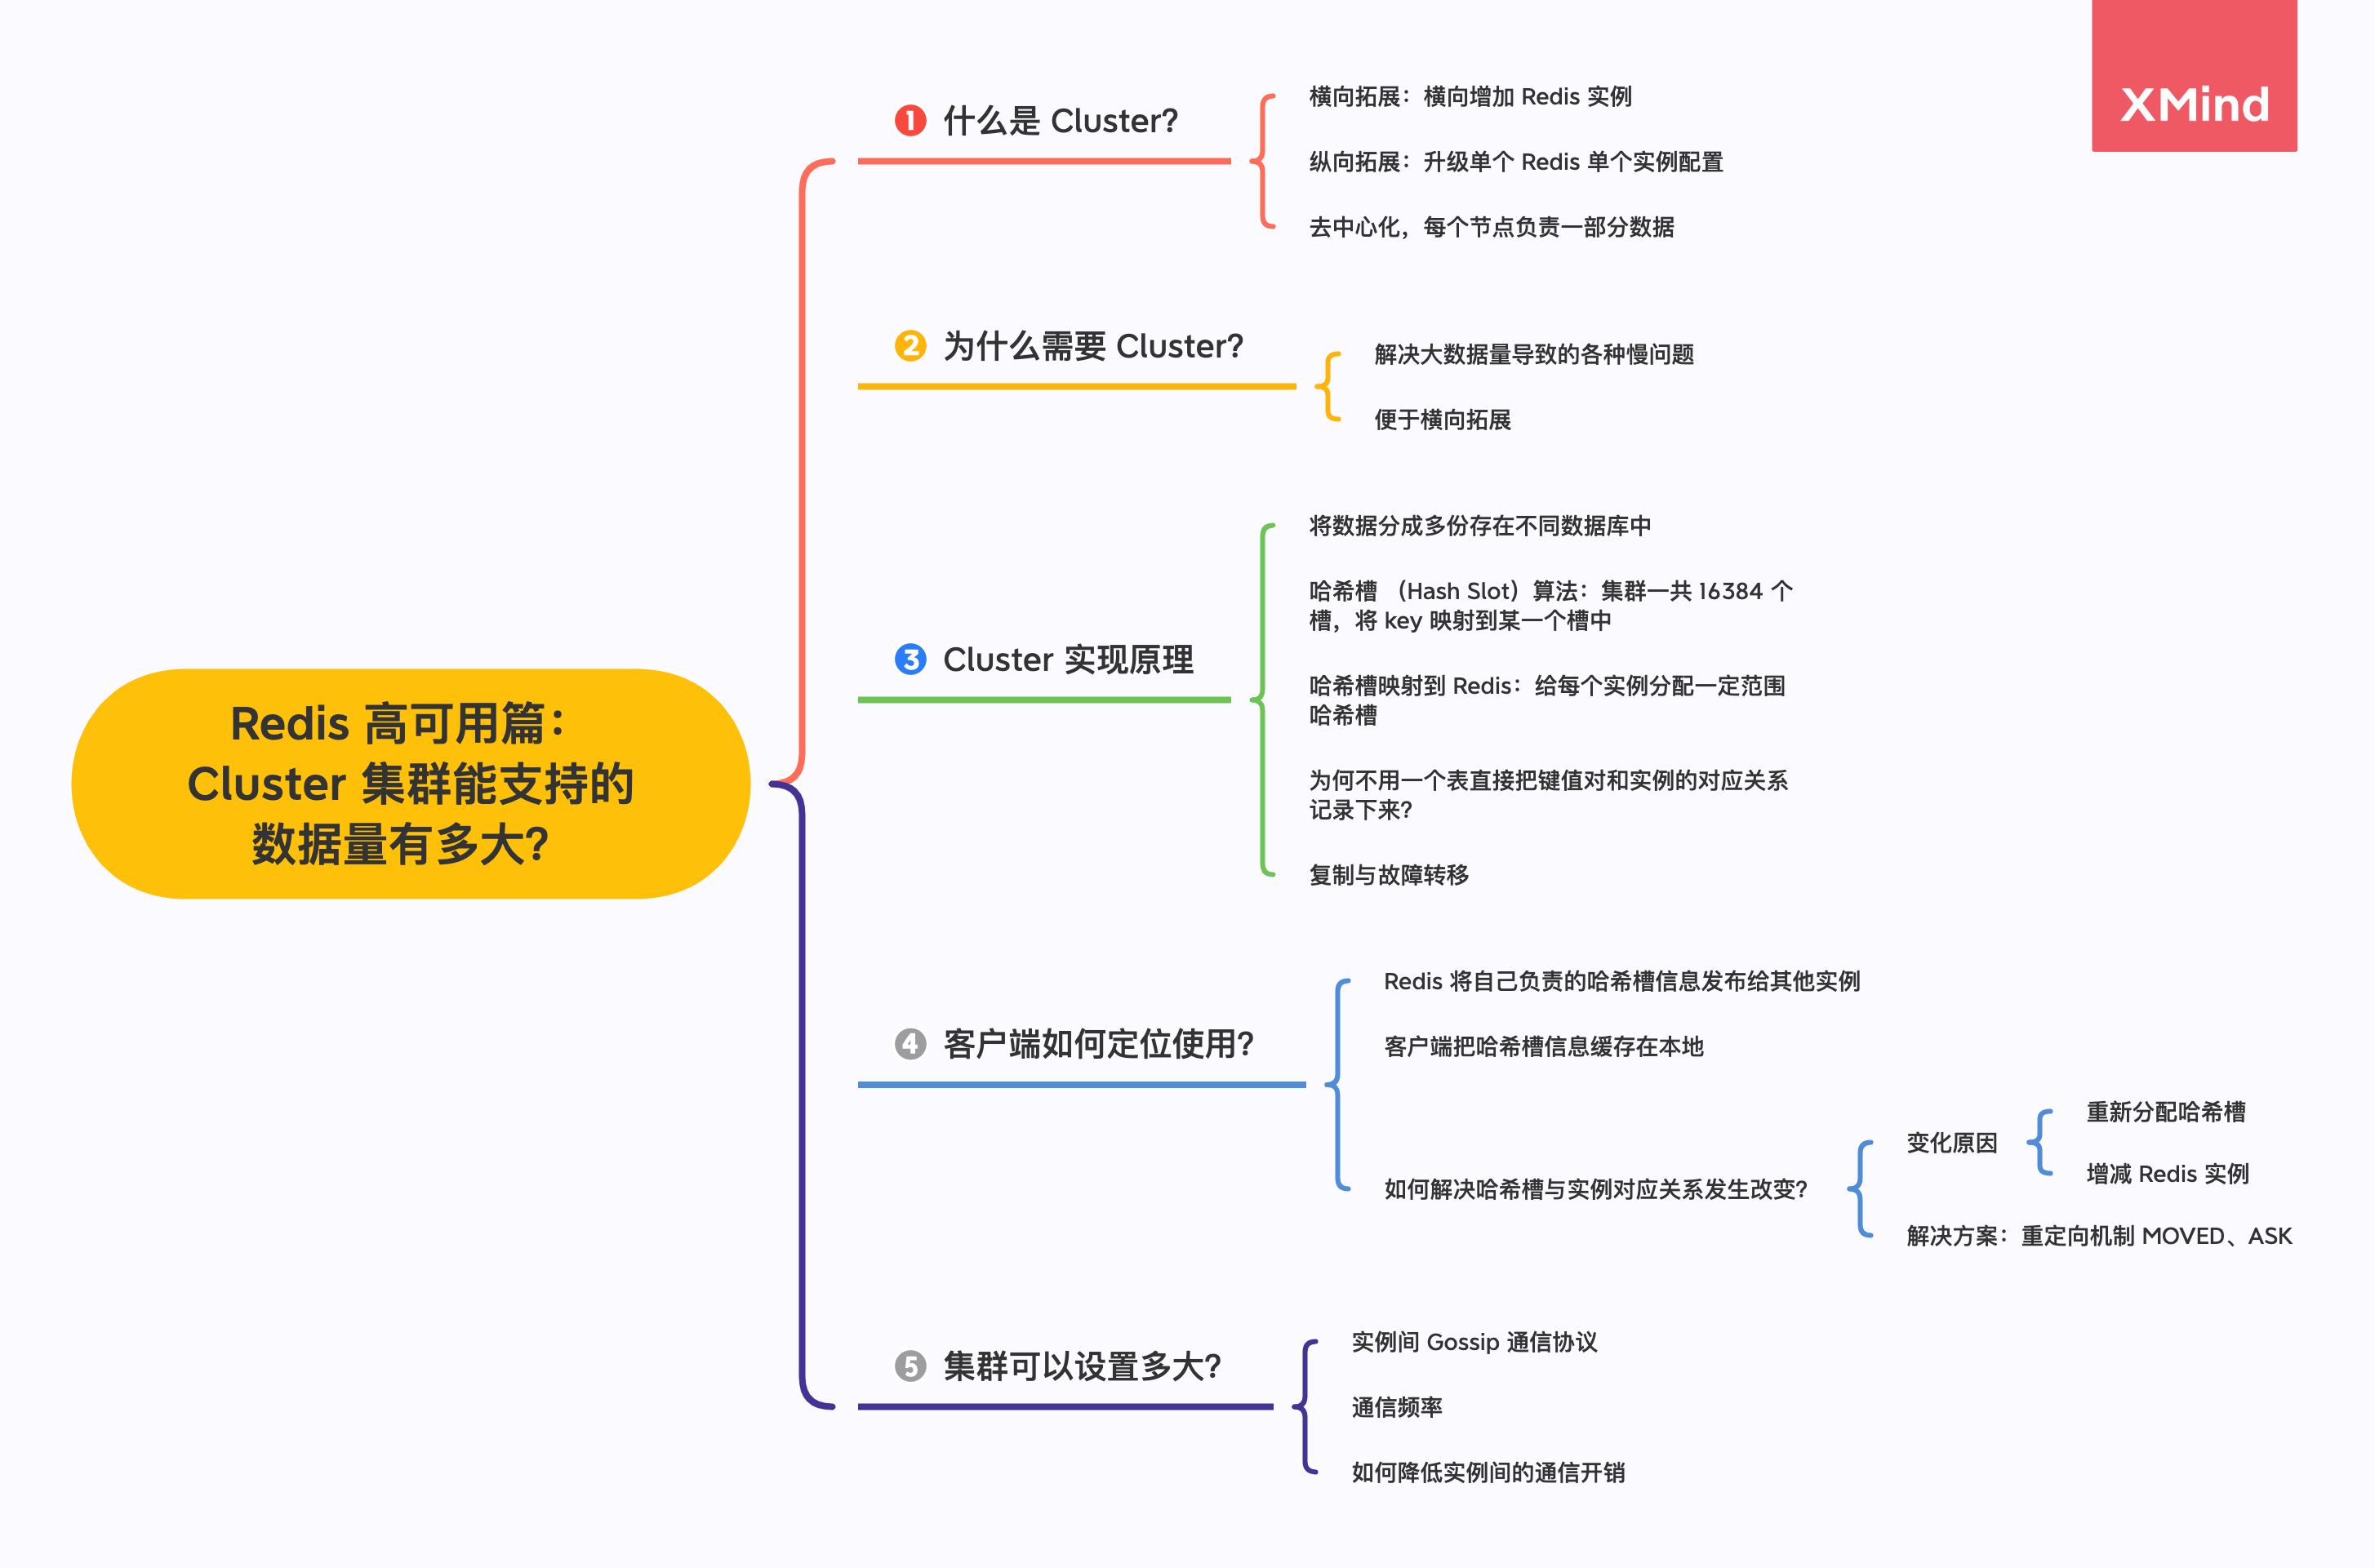 XMind
Redis 高可用篇：
Cluster 集群能支持的
数据量有多大？
1 什么是 Cluster？
横向拓展：横向增加 Redis 实例
纵向拓展：升级单个 Redis 单个实例配置
去中心化，每个节点负责一部分数据
2 为什么需要 Cluster？
解决大数据量导致的各种慢问题
便于横向拓展
3 Cluster 实现原理
将数据分成多份存在不同数据库中
哈希槽 （Hash Slot）算法：集群一共 16384 个
槽，将 key 映射到某一个槽中
哈希槽映射到 Redis：给每个实例分配一定范围
哈希槽
为何不用一个表直接把键值对和实例的对应关系
记录下来？
复制与故障转移
4 客户端如何定位使用？
Redis 将自己负责的哈希槽信息发布给其他实例
客户端把哈希槽信息缓存在本地
如何解决哈希槽与实例对应关系发生改变？
变化原因
重新分配哈希槽
增减 Redis 实例
解决方案：重定向机制 MOVED、ASK
5 集群可以设置多大？
实例间 Gossip 通信协议
通信频率
如何降低实例间的通信开销